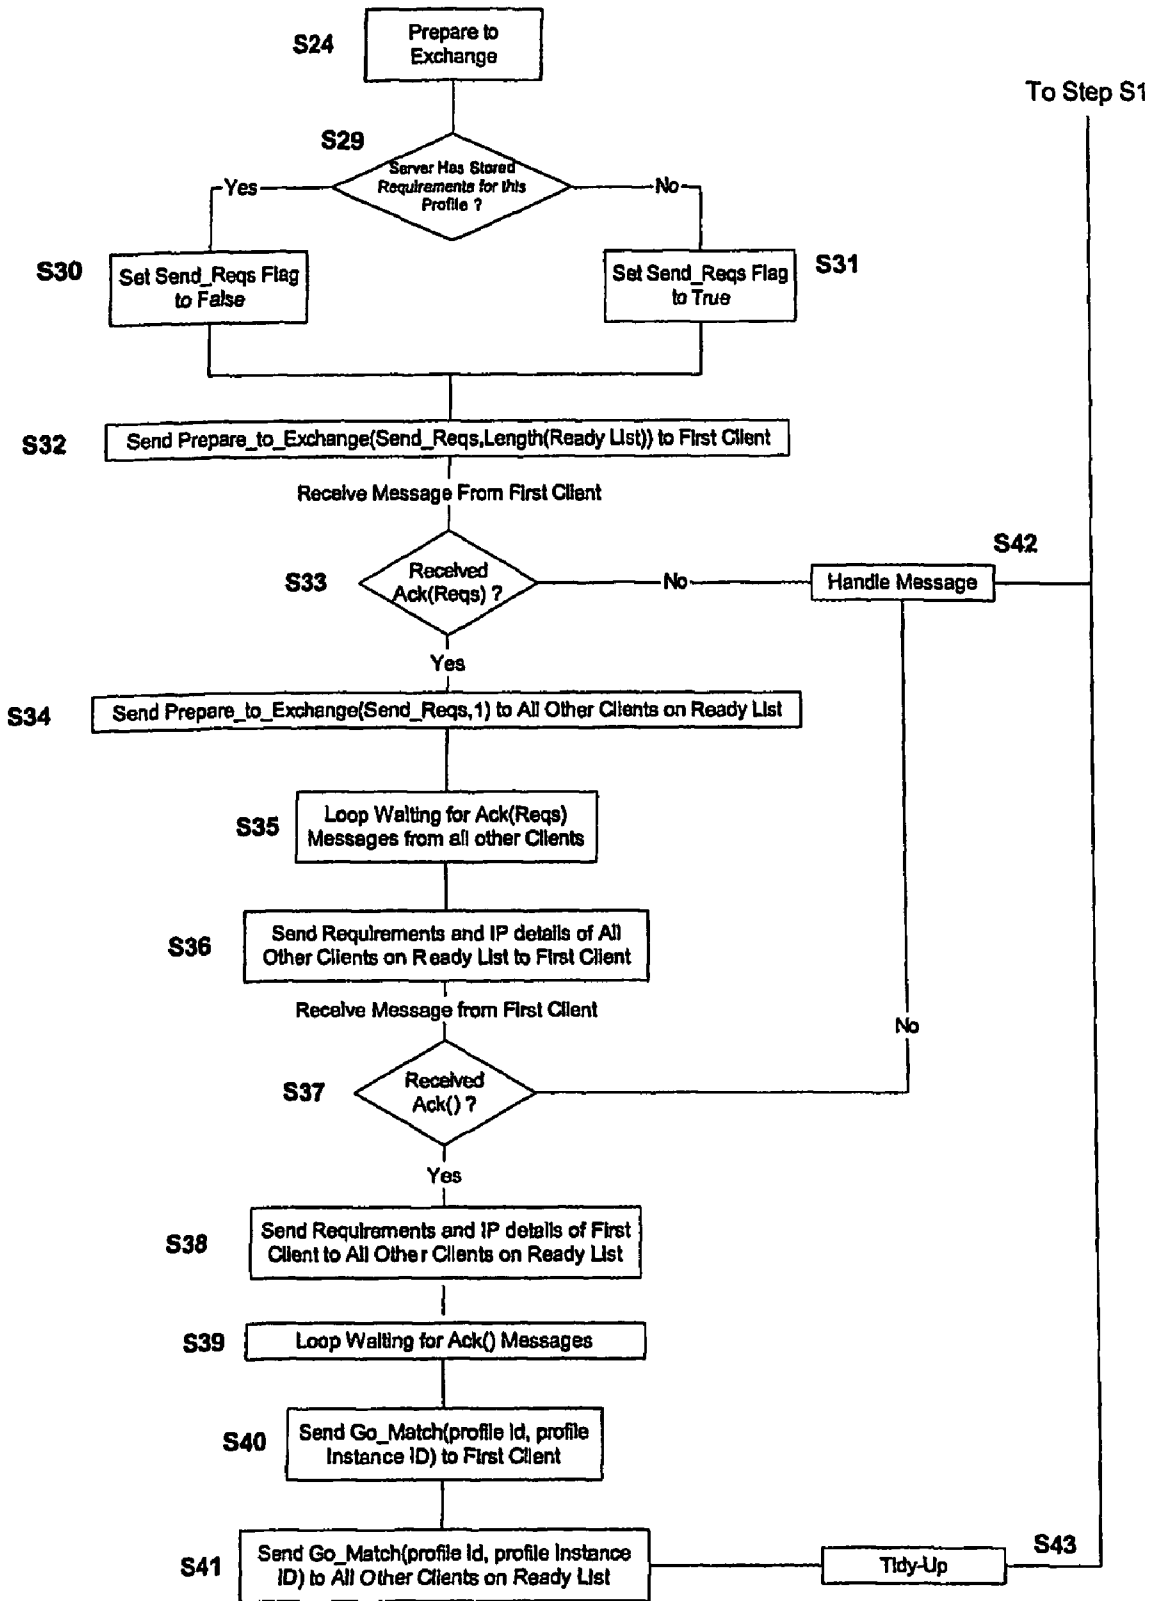 S24
Prepare to
Exchange
To Step S1
S29
Server Has Stored
Requirements for this
Profile ?
Yes
No
S30
Set Send_Reqs Flag
to False
Set Send_Reqs Flag
to True
S31
S32
Send Prepare_to_Exchange(Send_Reqs,Length(Ready List)) to First Client
Receive Message From First Client
S33
Received
Ack(Reqs) ?
No
Handle Message
S42
Yes
S34
Send Prepare_to_Exchange(Send_Reqs,1) to All Other Clients on Ready List
S35
Loop Waiting for Ack(Reqs)
Messages from all other Clients
S36
Send Requirements and IP details of All
Other Clients on Ready List to First Client
Receive Message from First Client
No
S37
Received
Ack() ?
Yes
S38
Send Requirements and IP details of First
Client to All Other Clients on Ready List
S39
Loop Waiting for Ack() Messages
S40
Send Go_Match(profile Id, profile
Instance ID) to First Client
S41
Send Go_Match(profile Id, profile Instance
ID) to All Other Clients on Ready List
Tidy-Up
S43